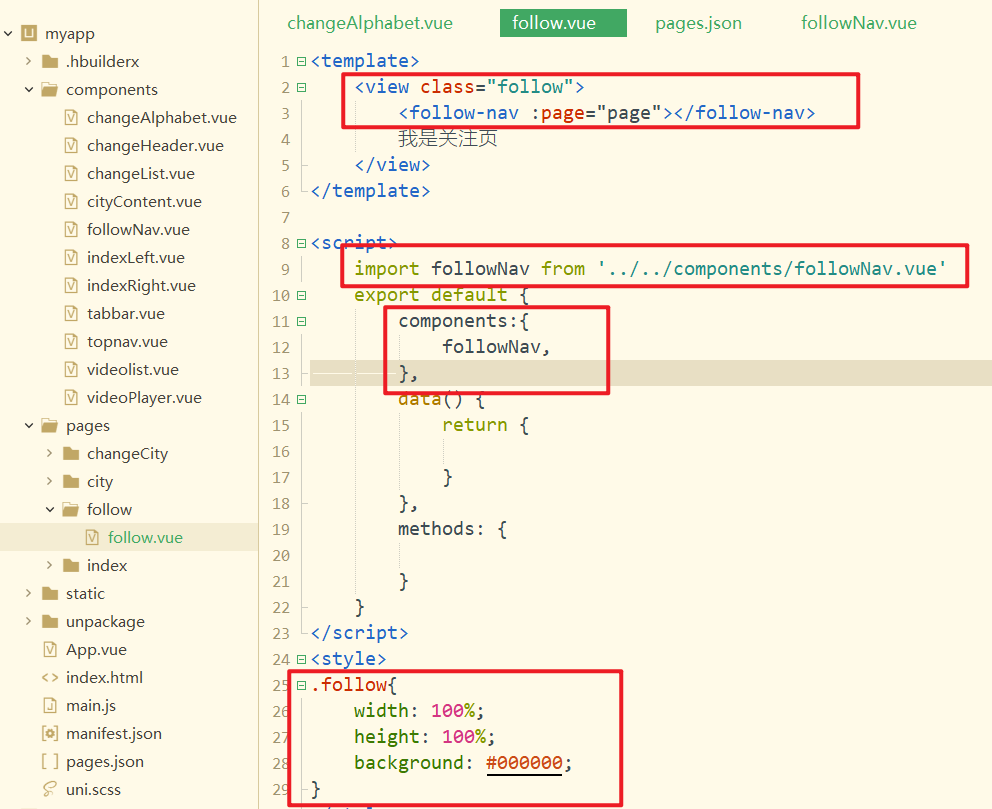 myapp
.hbuilderx
components
changeAlphabet.vue
changeHeader.vue
changeList.vue
cityContent.vue
followNav.vue
indexLeft.vue
indexRight.vue
tabbar.vue
topnav.vue
videolist.vue
videoPlayer.vue
pages
changeCity
city
follow
follow.vue
index
static
unpackage
App.vue
index.html
main.js
manifest.json
pages.json
uni.scss
changeAlphabet.vue follow.vue pages.json followNav.vue
1 <template>
2 <view class="follow">
3 <follow-nav :page="page"></follow-nav>
4 我是关注页
5 </view>
6 </template>
7
8 <script>
9 import followNav from '../../components/followNav.vue'
10 export default {
11 components:{
12 followNav,
13 },
14 data() {
15 return {
16
17 }
18 },
19 methods: {
20
21 }
22 }
23 </script>
24 <style>
25 .follow{
26 width: 100%;
27 height: 100%;
28 background: #000000;
29 }